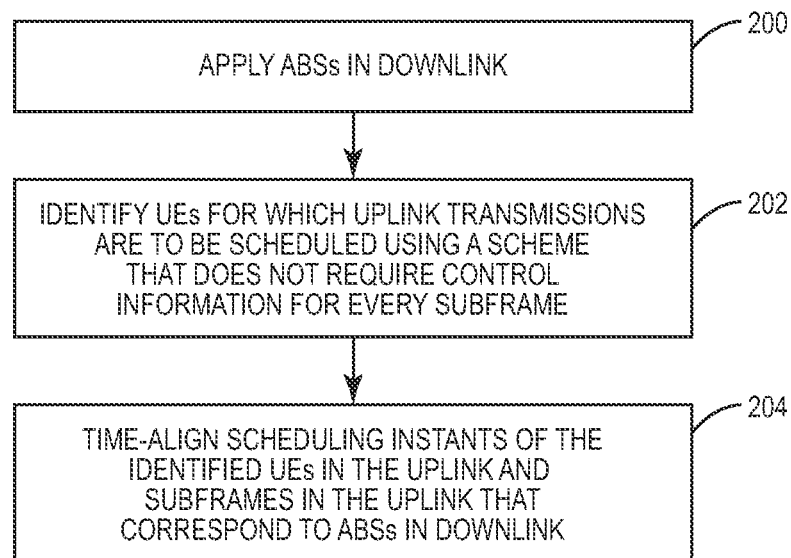 200
APPLY ABSs IN DOWNLINK
202
IDENTIFY UEs FOR WHICH UPLINK TRANSMISSIONS
ARE TO BE SCHEDULED USING A SCHEME
THAT DOES NOT REQUIRE CONTROL
INFORMATION FOR EVERY SUBFRAME
204
TIME-ALIGN SCHEDULING INSTANTS OF THE
IDENTIFIED UEs IN THE UPLINK AND
SUBFRAMES IN THE UPLINK THAT
CORRESPOND TO ABSs IN DOWNLINK